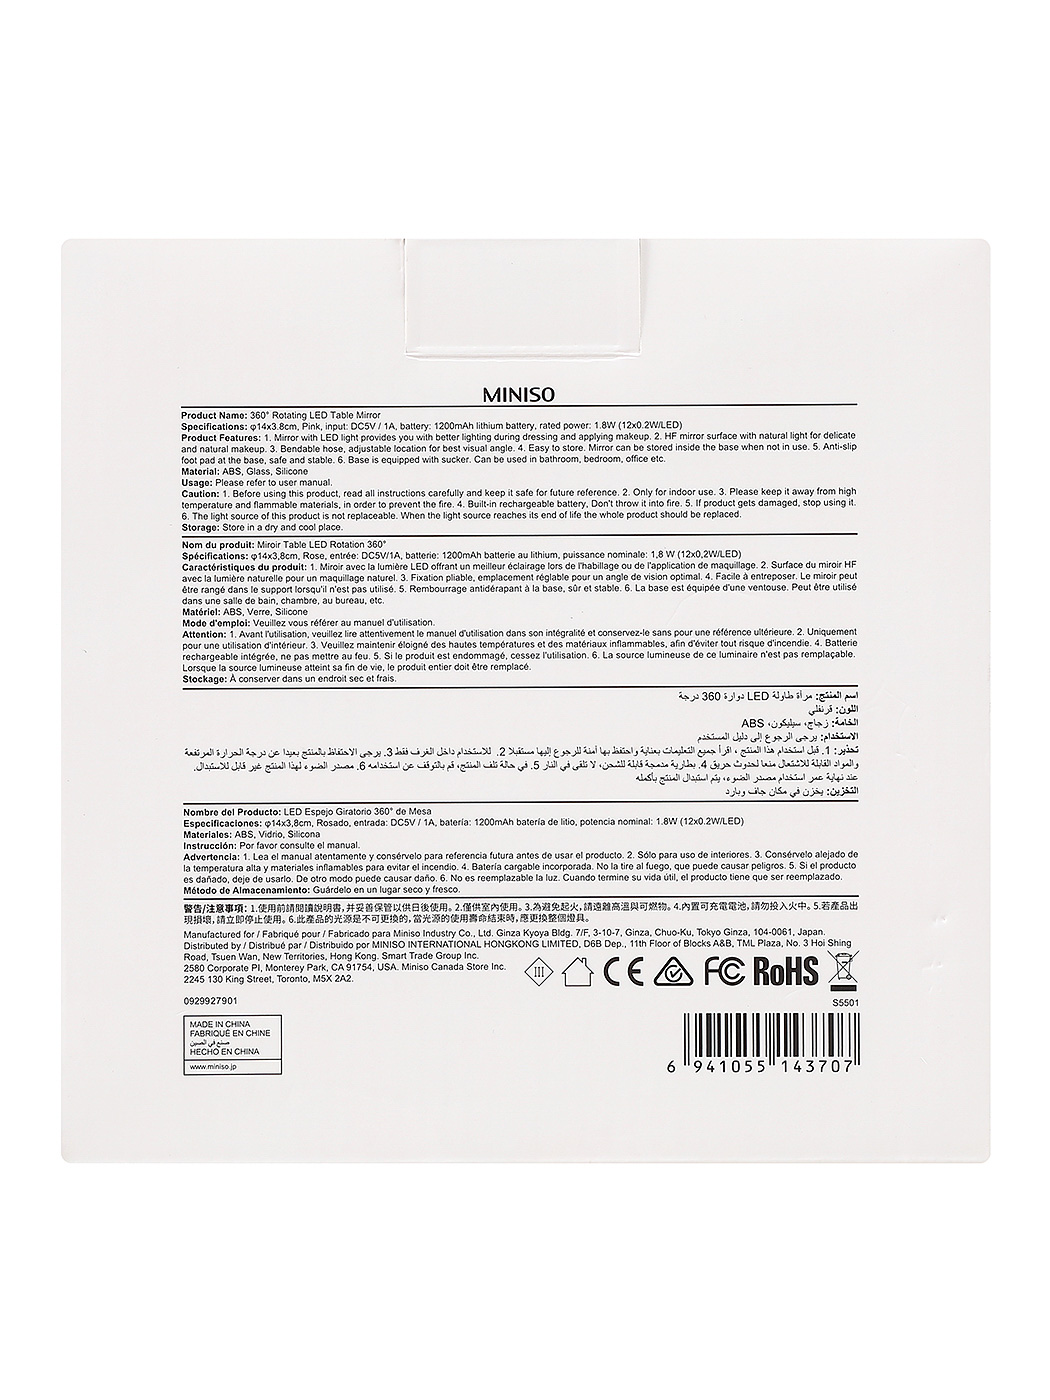 MINISO
Product Name: 360° Rotating LED Table Mirror
Specifications: φ14x3.8cm, Pink, input: DC5V / 1A, battery: 1200mAh lithium battery, rated power: 1.8W (12x0.2W/LED)
Product Features: 1. Mirror with LED light provides you with better lighting during dressing and applying makeup. 2. HF mirror surface with natural light for delicate
and natural makeup. 3. Bendable hose, adjustable location for best visual angle. 4. Easy to store. Mirror can be stored inside the base when not in use. 5. Anti-slip
foot pad at the base, safe and stable. 6. Base is equipped with sucker. Can be used in bathroom, bedroom, office etc.
Material: ABS, Glass, Silicone
Usage: Please refer to user manual.
Caution: 1. Before using this product, read all instructions carefully and keep it safe for future reference. 2. Only for indoor use. 3. Please keep it away from high
temperature and flammable materials, in order to prevent the fire. 4. Built-in rechargeable battery, Don't throw it into fire. 5. If product gets damaged, stop using it.
6. The light source of this product is not replaceable. When the light source reaches its end of life the whole product should be replaced.
Storage: Store in a dry and cool place.
Nom du produit: Miroir Table LED Rotation 360°
Spécifications: φ14x3,8cm, Rose, entrée: DC5V/1A, batterie: 1200mAh batterie au lithium, puissance nominale: 1,8 W (12x0,2W/LED)
Caractéristiques du produit: 1. Miroir avec la lumière LED offrant un meilleur éclairage lors de l'habillage ou de l'application de maquillage. 2. Surface du miroir HF
avec la lumière naturelle pour un maquillage naturel. 3. Fixation pliable, emplacement réglable pour un angle de vision optimal. 4. Facile à entreposer. Le miroir peut
être rangé dans le support lorsqu'il n'est pas utilisé. 5. Rembourrage antidérapant à la base, sûr et stable. 6. La base est équipée d'une ventouse. Peut être utilisé
dans une salle de bain, chambre, au bureau, etc.
Matériel: ABS, Verre, Silicone
Mode d'emploi: Veuillez vous référer au manuel d'utilisation.
Attention: 1. Avant l'utilisation, veuillez lire attentivement le manuel d'utilisation dans son intégralité et conservez-le sans pour une référence ultérieure. 2. Uniquement
pour une utilisation d'intérieur. 3. Veuillez maintenir éloigné des hautes températures et des matériaux inflammables, afin d'éviter tout risque d'incendie. 4. Batterie
rechargeable intégrée, ne pas mettre au feu. 5. Si le produit est endommagé, cessez l'utilisation. 6. La source lumineuse de ce luminaire n'est pas remplaçable.
Lorsque la source lumineuse atteint sa fin de vie, le produit entier doit être remplacé.
Stockage: À conserver dans un endroit sec et frais.
اسم المنتج: مرآة طاولة LED دوارة 360 درجة
اللون: قرنفلي
الخامة: زجاج، سيليكون، ABS
الاستخدام: يرجى الرجوع إلى دليل المستخدم
تحذير: 1. قبل استخدام هذا المنتج ، اقرأ جميع التعليمات بعناية واحتفظ بها آمنة للرجوع إليها مستقبلا 2. للاستخدام داخل الغرف فقط 3. يرجى الاحتفاظ بالمنتج بعيدا عن درجة الحرارة المرتفعة
والمواد القابلة للاشتعال منعا لحدوث حريق 4. بطارية مدمجة قابلة للشحن، لا تلقى في النار 5. في حالة تلف المنتج، قم بالتوقف عن استخدامه 6. مصدر الضوء لهذا المنتج غير قابل للاستبدال.
عند نهاية عمر استخدام مصدر الضوء، يتم استبدال المنتج بأكمله
التخزين: يخزن في مكان جاف وبارد
Nombre del Producto: LED Espejo Giratorio 360° de Mesa
Especificaciones: φ14x3,8cm, Rosado, entrada: DC5V / 1A, batería: 1200mAh batería de litio, potencia nominal: 1.8W (12x0.2W/LED)
Materiales: ABS, Vidrio, Silicona
Instrucción: Por favor consulte el manual.
Advertencia: 1. Lea el manual atentamente y consérvelo para referencia futura antes de usar el producto. 2. Sólo para uso de interiores. 3. Consérvelo alejado de
la temperatura alta y materiales inflamables para evitar el incendio. 4. Batería cargable incorporada. No la tire al fuego, que puede causar peligros. 5. Si el producto
es dañado, deje de usarlo. De otro modo puede causar daño. 6. No es reemplazable la luz. Cuando termine su vida útil, el producto tiene que ser reemplazado.
Método de Almacenamiento: Guárdelo en un lugar seco y fresco.
警告/注意事項: 1.使用前請閱讀說明書,并妥善保管以供日後使用。2.僅供室內使用。3.為避免起火,請遠離高溫與可燃物。4.內置可充電電池,請勿投入火中。5.若產品出
現損壞,請立即停止使用。6.此產品的光源是不可更換的,當光源的使用壽命結束時,應更換整個燈具。
Manufactured for / Fabriqué pour / Fabricado para Miniso Industry Co., Ltd. Ginza Kyoya Bldg. 7/F, 3-10-7, Ginza, Chuo-Ku, Tokyo Ginza, 104-0061, Japan.
Distributed by / Distribué par / Distribuido por MINISO INTERNATIONAL HONGKONG LIMITED, D6B Dep., 11th Floor of Blocks A&B, TML Plaza, No. 3 Hoi Shing
Road, Tsuen Wan, New Territories, Hong Kong. Smart Trade Group Inc.
2580 Corporate Pl, Monterey Park, CA 91754, USA. Miniso Canada Store Inc.
2245 130 King Street, Toronto, M5X 2A2.
III CE FC RoHS
0929927901
S5501
MADE IN CHINA
FABRIQUÉ EN CHINE
صنع في الصين
HECHO EN CHINA
www.miniso.jp
6 941055 143707